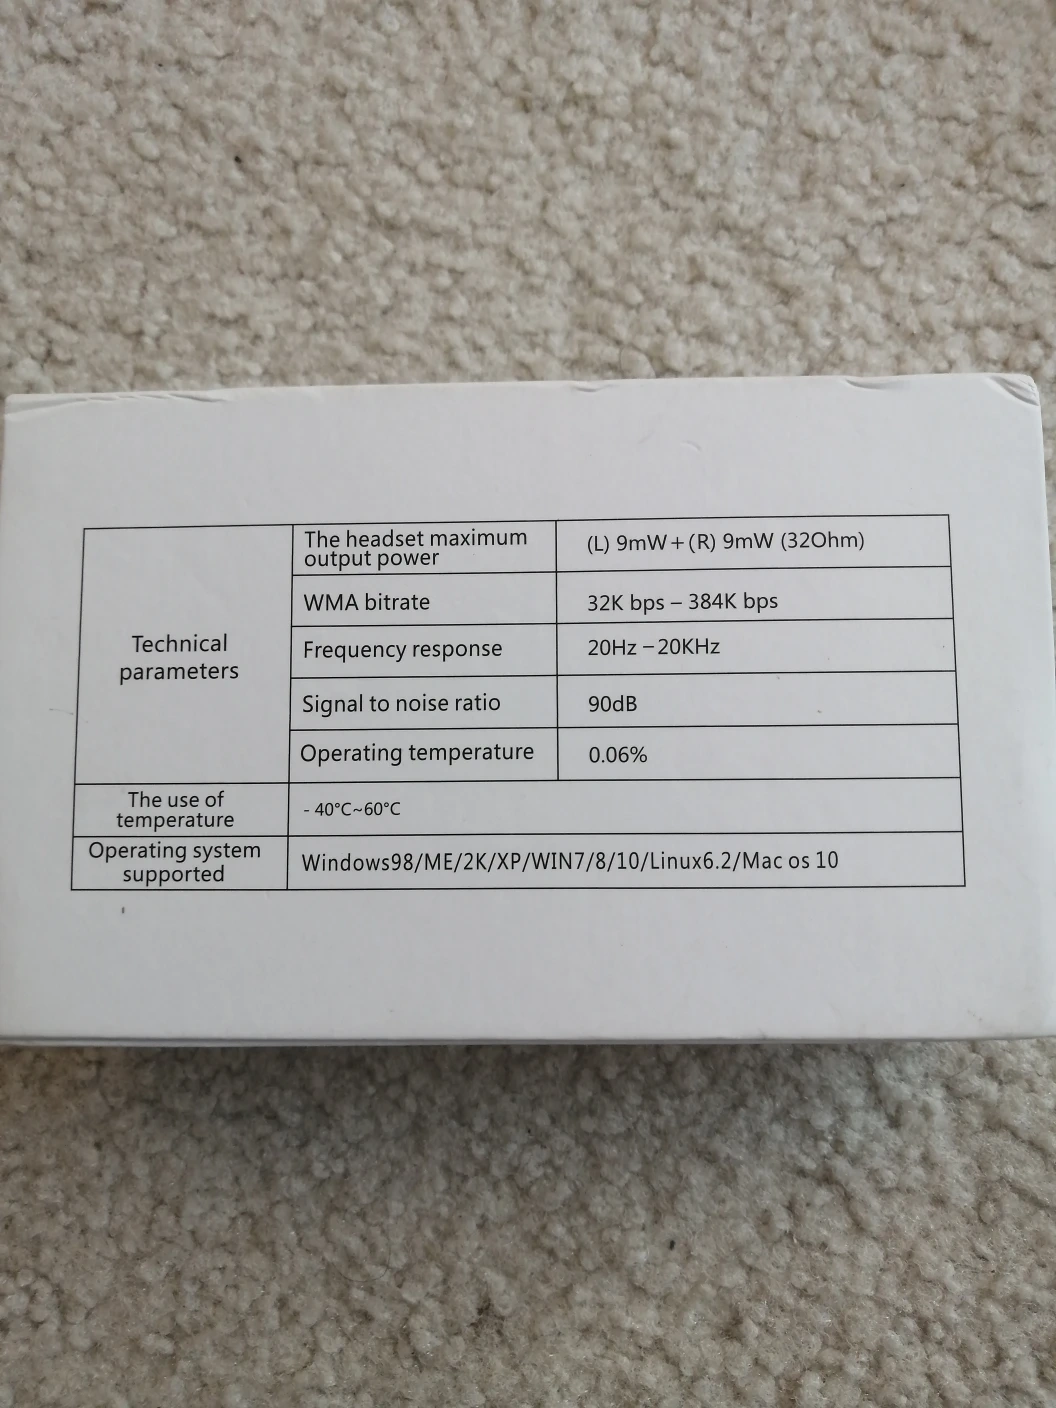 Technical
parameters
The headset maximum
output power
(L) 9mW+(R) 9mW (32Ohm)
WMA bitrate
32K bps – 384K bps
Frequency response
20Hz –20KHz
Signal to noise ratio
90dB
Operating temperature
0.06%
The use of
temperature
- 40°C~60°C
Operating system
supported
Windows98/ME/2K/XP/WIN7/8/10/Linux6.2/Mac os 10